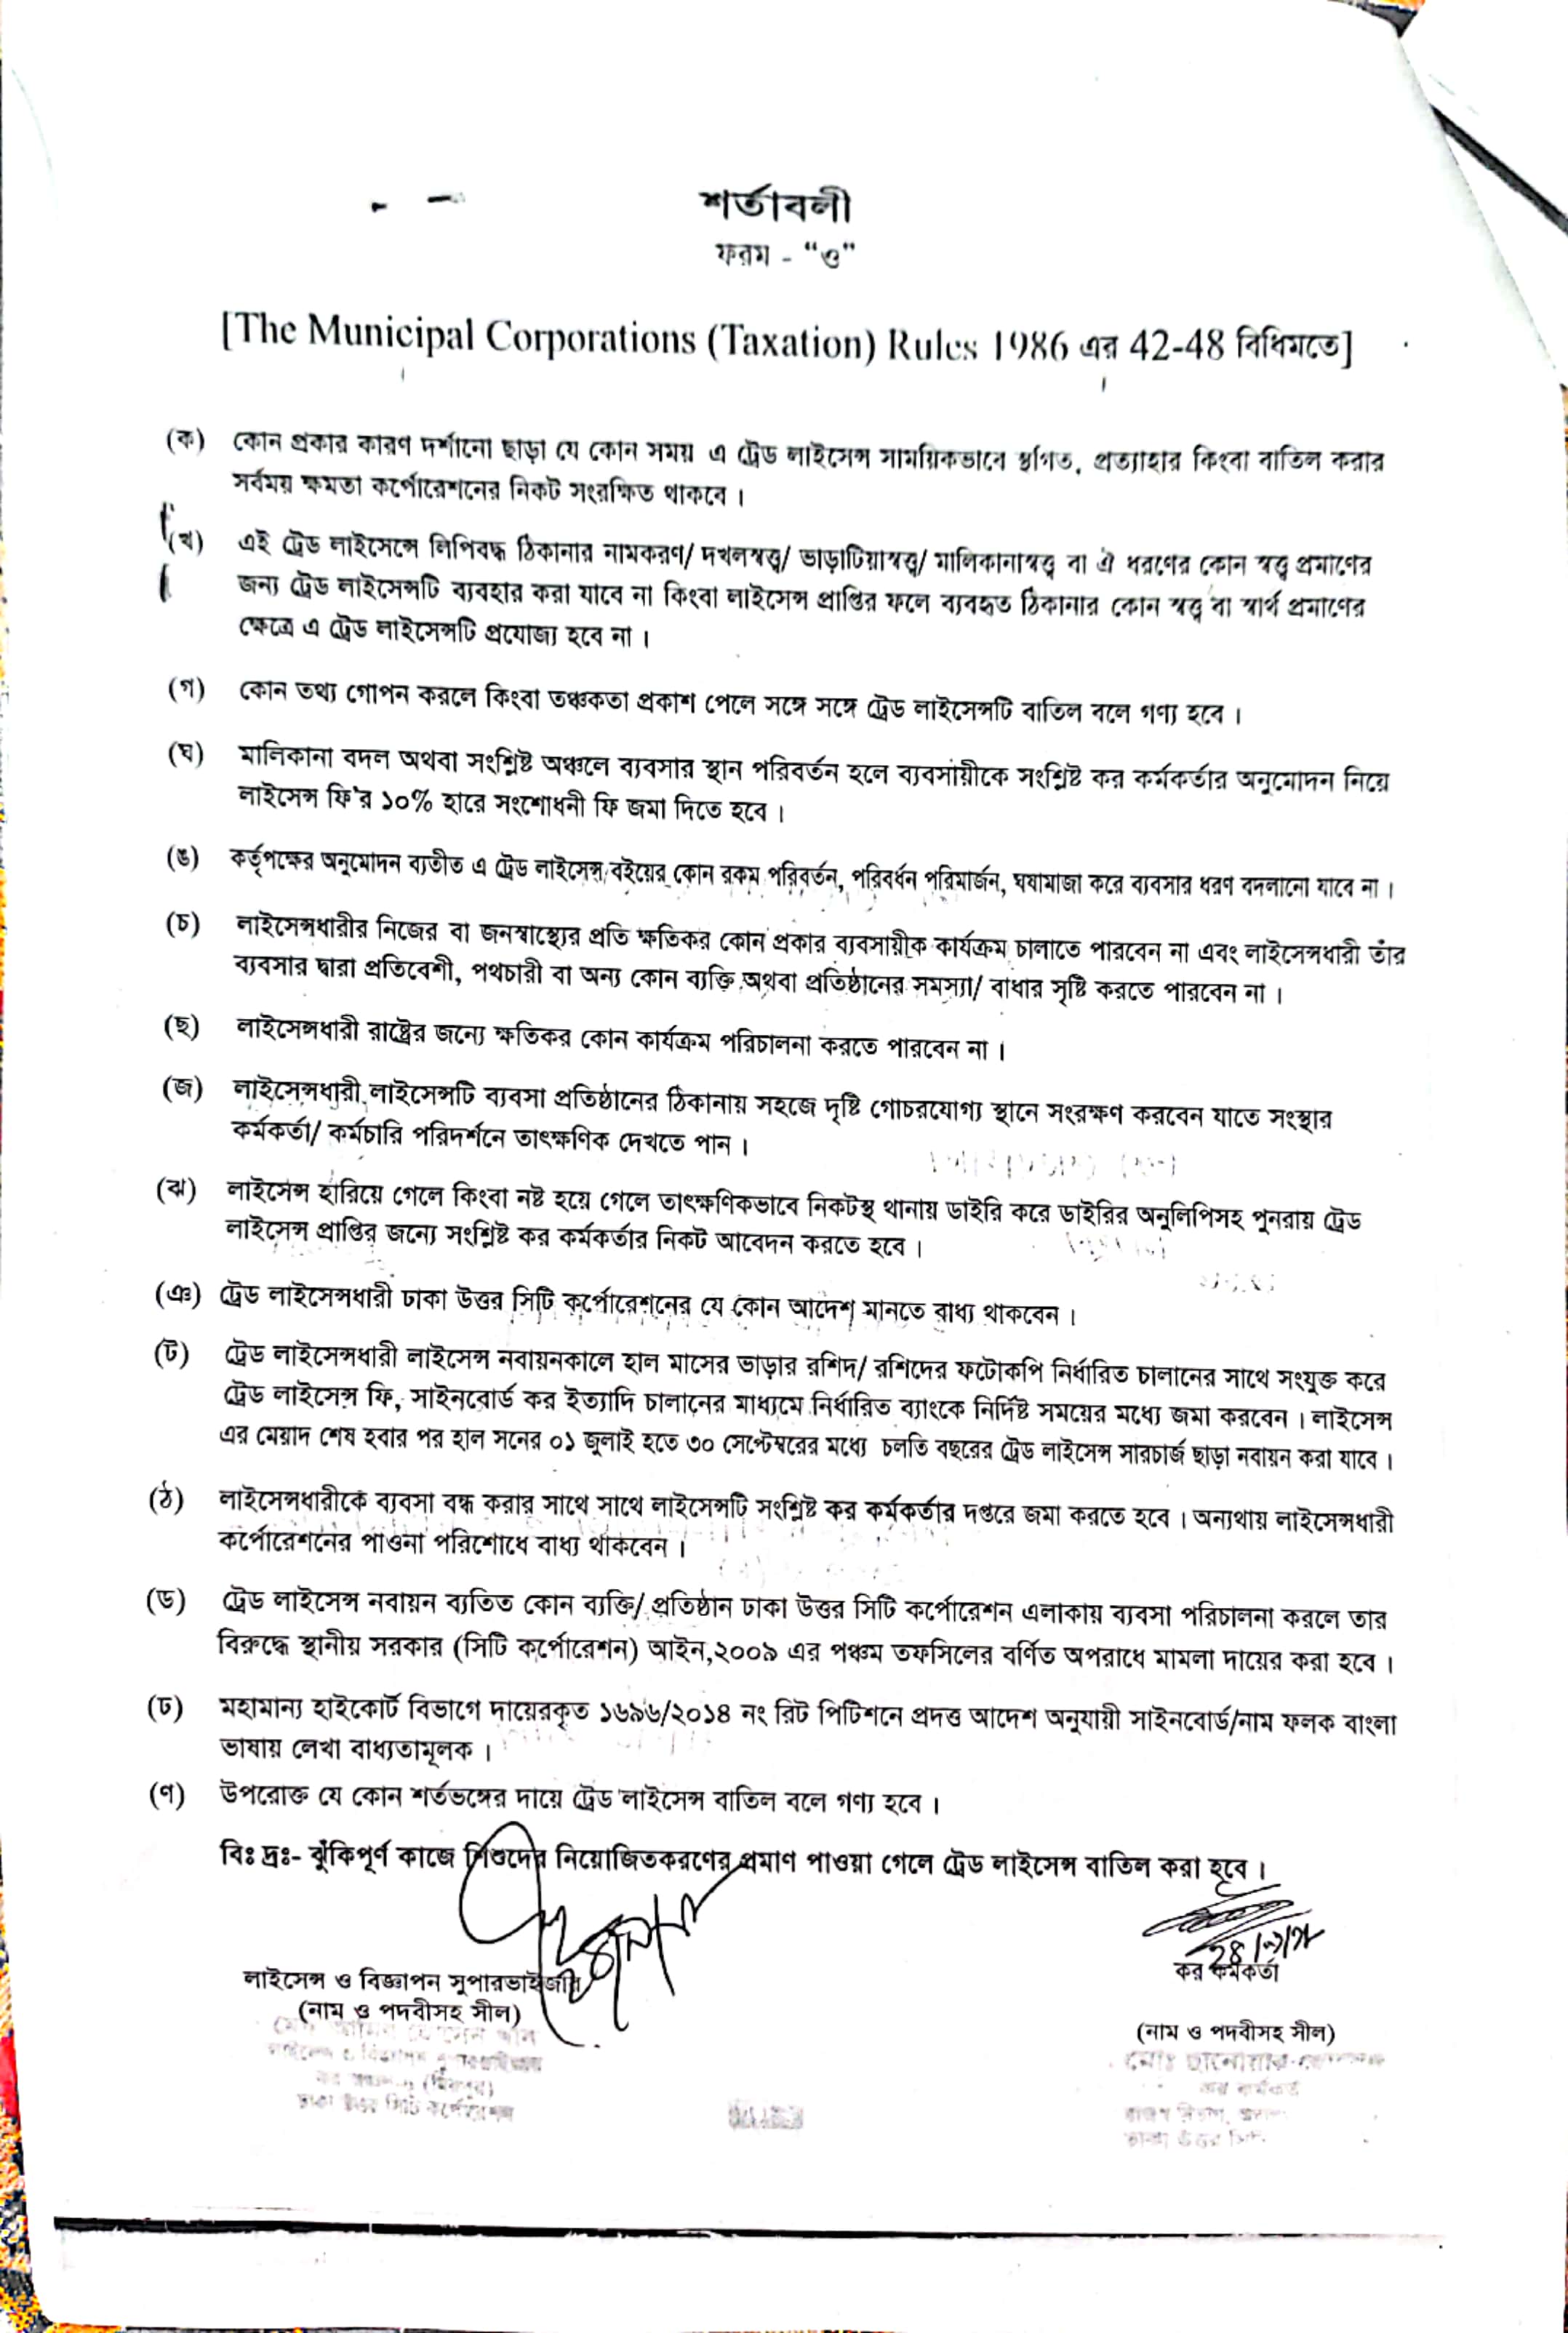 শর্তাবলী
ফরম - "ও"
[The Municipal Corporations (Taxation) Rules 1986 এর 42-48 বিধিমতে]
(ক) কোন প্রকার কারণ দর্শানো ছাড়া যে কোন সময় এ ট্রেড লাইসেন্স সাময়িকভাবে স্থগিত, প্রত্যাহার কিংবা বাতিল করার
সর্বময় ক্ষমতা কর্পোরেশনের নিকট সংরক্ষিত থাকবে।
(খ) এই ট্রেড লাইসেন্সে লিপিবদ্ধ ঠিকানার নামকরণ/ দখলস্বত্ত্ব/ ভাড়াটিয়াস্বত্ত্ব/ মালিকানাস্বত্ত্ব বা ঐ ধরণের কোন স্বত্ত্ব প্রমাণের
জন্য ট্রেড লাইসেন্সটি ব্যবহার করা যাবে না কিংবা লাইসেন্স প্রাপ্তির ফলে ব্যবহৃত ঠিকানার কোন স্বত্ত্ব বা স্বার্থ প্রমাণের
ক্ষেত্রে এ ট্রেড লাইসেন্সটি প্রযোজ্য হবে না।
(গ) কোন তথ্য গোপন করলে কিংবা তঞ্চকতা প্রকাশ পেলে সঙ্গে সঙ্গে ট্রেড লাইসেন্সটি বাতিল বলে গণ্য হবে।
(ঘ) মালিকানা বদল অথবা সংশ্লিষ্ট অঞ্চলে ব্যবসার স্থান পরিবর্তন হলে ব্যবসায়ীকে সংশ্লিষ্ট কর কর্মকর্তার অনুমোদন নিয়ে
লাইসেন্স ফি'র ১০% হারে সংশোধনী ফি জমা দিতে হবে।
(ঙ) কর্তৃপক্ষের অনুমোদন ব্যতীত এ ট্রেড লাইসেন্স বইয়ের কোন রকম পরিবর্তন, পরিবর্ধন পরিমার্জন, ঘষামাজা করে ব্যবসার ধরণ বদলানো যাবে না।
(চ) লাইসেন্সধারীর নিজের বা জনস্বাস্থ্যের প্রতি ক্ষতিকর কোন প্রকার ব্যবসায়ীক কার্যক্রম চালাতে পারবেন না এবং লাইসেন্সধারী তাঁর
ব্যবসার দ্বারা প্রতিবেশী, পথচারী বা অন্য কোন ব্যক্তি অথবা প্রতিষ্ঠানের সমস্যা/ বাধার সৃষ্টি করতে পারবেন না।
(ছ) লাইসেন্সধারী রাষ্ট্রের জন্যে ক্ষতিকর কোন কার্যক্রম পরিচালনা করতে পারবেন না।
(জ) লাইসেন্সধারী লাইসেন্সটি ব্যবসা প্রতিষ্ঠানের ঠিকানায় সহজে দৃষ্টি গোচরযোগ্য স্থানে সংরক্ষণ করবেন যাতে সংস্থার
কর্মকর্তা/ কর্মচারি পরিদর্শনে তাৎক্ষণিক দেখতে পান।
(ঝ) লাইসেন্স হারিয়ে গেলে কিংবা নষ্ট হয়ে গেলে তাৎক্ষণিকভাবে নিকটস্থ থানায় ডাইরি করে ডাইরির অনুলিপিসহ পুনরায় ট্রেড
লাইসেন্স প্রাপ্তির জন্যে সংশ্লিষ্ট কর কর্মকর্তার নিকট আবেদন করতে হবে।
(ঞ) ট্রেড লাইসেন্সধারী ঢাকা উত্তর সিটি কর্পোরেশনের যে কোন আদেশ মানতে বাধ্য থাকবেন।
(ট) ট্রেড লাইসেন্সধারী লাইসেন্স নবায়নকালে হাল মাসের ভাড়ার রশিদ/ রশিদের ফটোকপি নির্ধারিত চালানের সাথে সংযুক্ত করে
ট্রেড লাইসেন্স ফি, সাইনবোর্ড কর ইত্যাদি চালানের মাধ্যমে নির্ধারিত ব্যাংকে নির্দিষ্ট সময়ের মধ্যে জমা করবেন। লাইসেন্স
এর মেয়াদ শেষ হবার পর হাল সনের ০১ জুলাই হতে ৩০ সেপ্টেম্বরের মধ্যে চলতি বছরের ট্রেড লাইসেন্স সারচার্জ ছাড়া নবায়ন করা যাবে।
(ঠ) লাইসেন্সধারীকে ব্যবসা বন্ধ করার সাথে সাথে লাইসেন্সটি সংশ্লিষ্ট কর কর্মকর্তার দপ্তরে জমা করতে হবে। অন্যথায় লাইসেন্সধারী
কর্পোরেশনের পাওনা পরিশোধে বাধ্য থাকবেন।
(ড) ট্রেড লাইসেন্স নবায়ন ব্যতিত কোন ব্যক্তি/ প্রতিষ্ঠান ঢাকা উত্তর সিটি কর্পোরেশন এলাকায় ব্যবসা পরিচালনা করলে তার
বিরুদ্ধে স্থানীয় সরকার (সিটি কর্পোরেশন) আইন,২০০৯ এর পঞ্চম তফসিলের বর্ণিত অপরাধে মামলা দায়ের করা হবে।
(ঢ) মহামান্য হাইকোর্ট বিভাগে দায়েরকৃত ১৬৯৬/২০১৪ নং রিট পিটিশনে প্রদত্ত আদেশ অনুযায়ী সাইনবোর্ড/নাম ফলক বাংলা
ভাষায় লেখা বাধ্যতামূলক।
(ণ) উপরোক্ত যে কোন শর্তভঙ্গের দায়ে ট্রেড লাইসেন্স বাতিল বলে গণ্য হবে।
বিঃ দ্রঃ- ঝুঁকিপূর্ণ কাজে শিশুদের নিয়োজিতকরণের প্রমাণ পাওয়া গেলে ট্রেড লাইসেন্স বাতিল করা হবে।
লাইসেন্স ও বিজ্ঞাপন সুপারভাইজার
(নাম ও পদবীসহ সীল)
কর কর্মকর্তা
(নাম ও পদবীসহ সীল)
ঢাকা উত্তর সিটি কর্পোরেশন